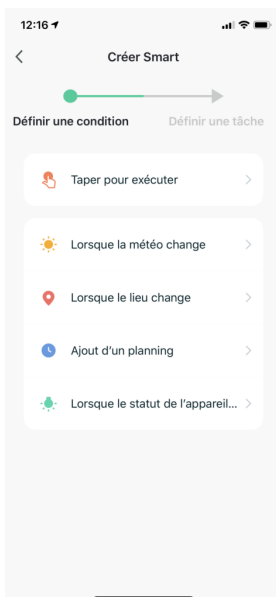 12:16
Créer Smart
Définir une condition Définir une tâche
Taper pour exécuter
Lorsque la météo change
Lorsque le lieu change
Ajout d'un planning
Lorsque le statut de l'appareil...